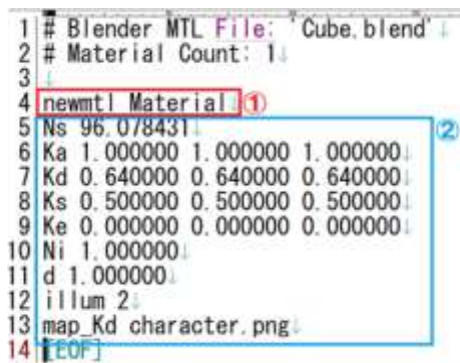 1 # Blender MTL File: 'Cube.blend'↓
2 # Material Count: 1↓
3 ↓
4 newmtl Material↓ ①
5 Ns 96.078431↓ ②
6 Ka 1.000000 1.000000 1.000000↓
7 Kd 0.640000 0.640000 0.640000↓
8 Ks 0.500000 0.500000 0.500000↓
9 Ke 0.000000 0.000000 0.000000↓
10 Ni 1.000000↓
11 d 1.000000↓
12 illum 2↓
13 map_Kd character.png↓
14 [EOF]